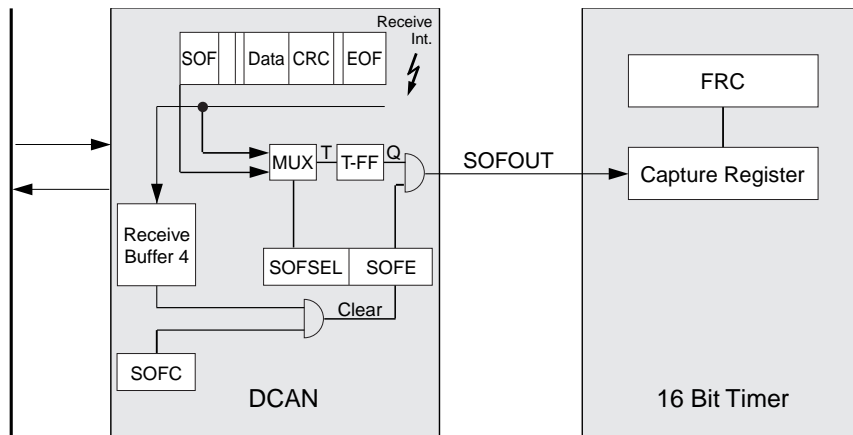 Receive
Int.
SOF
Data
CRC
EOF
FRC
MUX
T
T-FF
Q
SOFOUT
Capture Register
Receive
Buffer 4
SOFSEL
SOFE
Clear
SOFC
DCAN
16 Bit Timer